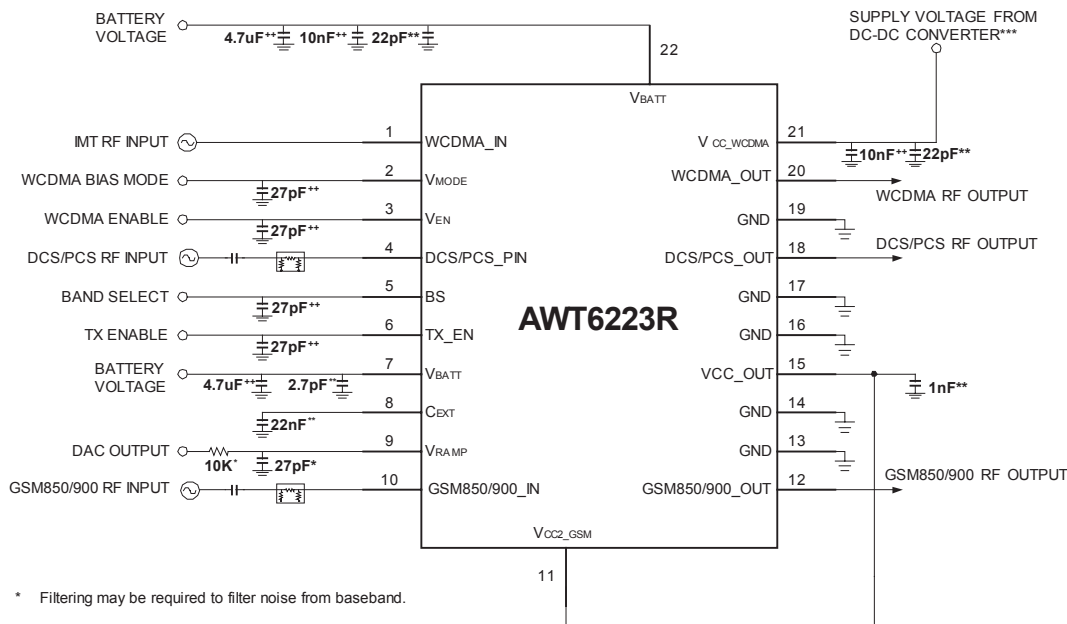 BATTERY
VOLTAGE
4.7uF++ 10nF++ 22pF**
22
SUPPLY VOLTAGE FROM
DC-DC CONVERTER***
VBATT
IMT RF INPUT 1 WCDMA_IN
VCC_WCDMA 21
10nF++ 22pF**
WCDMA BIAS MODE 2 VMODE
27pF++
WCDMA_OUT 20
WCDMA RF OUTPUT
WCDMA ENABLE 3 VEN
27pF++
GND 19
DCS/PCS RF INPUT 4 DCS/PCS_PIN
DCS/PCS_OUT 18
DCS/PCS RF OUTPUT
BAND SELECT 5 BS
27pF++
GND 17
AWT6223R
TX ENABLE 6 TX_EN
27pF++
GND 16
BATTERY
VOLTAGE
7 VBATT
4.7uF++ 2.7pF**
VCC_OUT 15
1nF**
8 CEXT
22nF**
GND 14
DAC OUTPUT 9 VRAMP
10K* 27pF*
GND 13
GSM850/900 RF INPUT 10 GSM850/900_IN
GSM850/900_OUT 12
GSM850/900 RF OUTPUT
VCC2_GSM
11
* Filtering may be required to filter noise from baseband.